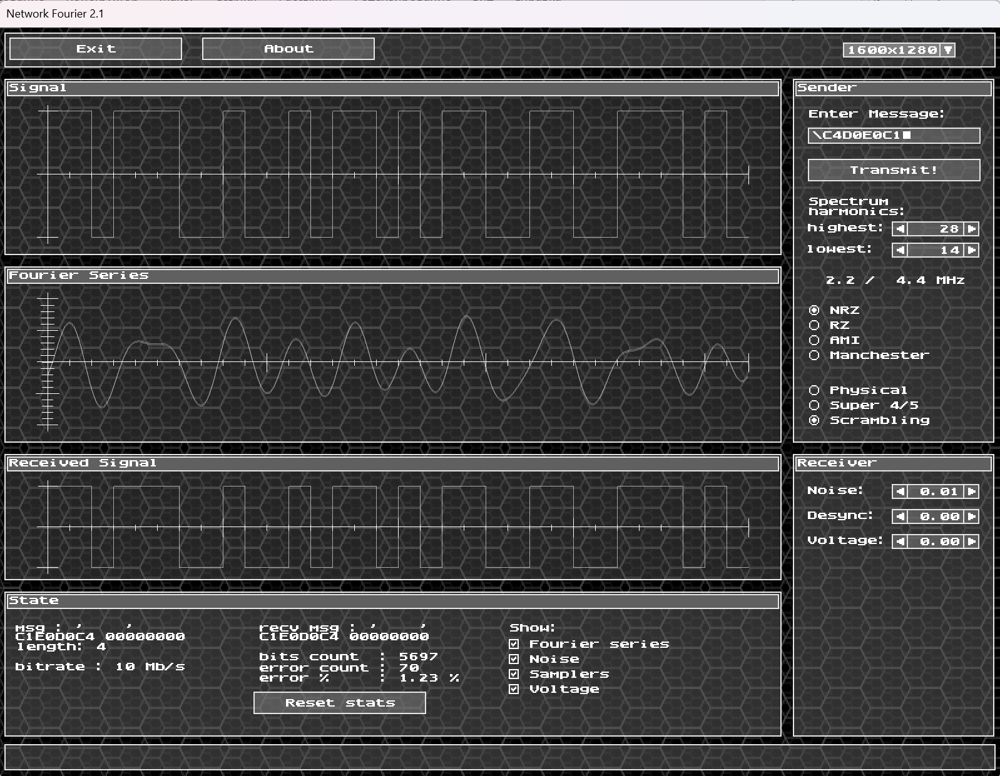 Network Fourier 2.1
Exit
About
1600x1280
Signal
Fourier Series
Received Signal
State
msg : ,    ,
C1E0D0C4 00000000
length: 4
bitrate : 10 Mb/s
recv msg : ,    ,
C1E0D0C4 00000000
bits count  : 5697
error count : 70
error %     : 1.23 %
Reset stats
Show:
Fourier series
Noise
Samplers
Voltage
Sender
Enter Message:
\C4D0E0C1
Transmit!
Spectrum
harmonics:
highest: 28
lowest: 14
2.2 /  4.4 MHz
NRZ
RZ
AMI
Manchester
Physical
Super 4/5
Scrambling
Receiver
Noise: 0.01
Desync: 0.00
Voltage: 0.00